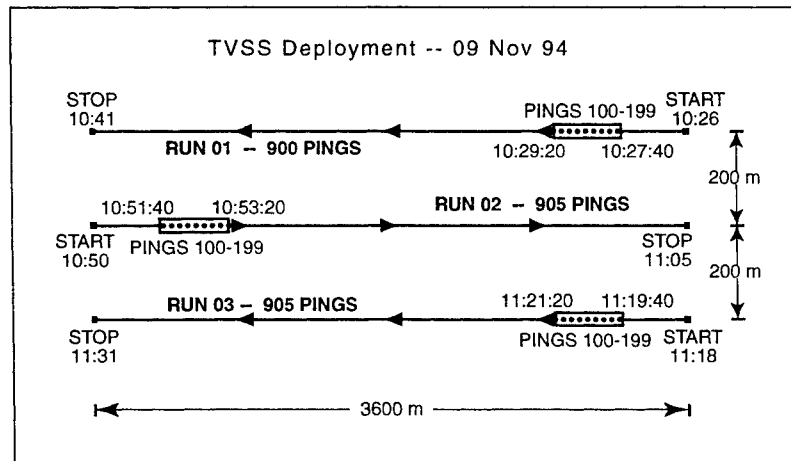 TVSS Deployment -- 09 Nov 94
STOP
10:41
PINGS 100-199
START
10:26
RUN 01 – 900 PINGS
10:29:20
10:27:40
200 m
10:51:40
10:53:20
RUN 02 – 905 PINGS
START
10:50
PINGS 100-199
STOP
11:05
200 m
RUN 03 – 905 PINGS
11:21:20
11:19:40
STOP
11:31
PINGS 100-199
START
11:18
3600 m